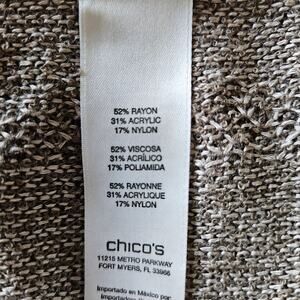 52% RAYON
31% ACRYLIC
17% NYLON
52% VISCOSA
31% ACRÍLICO
17% POLIAMIDA
52% RAYONNE
31% ACRYLIQUE
17% NYLON
chico's
11215 METRO PARKWAY
FORT MYERS, FL 33966
Importado en México por